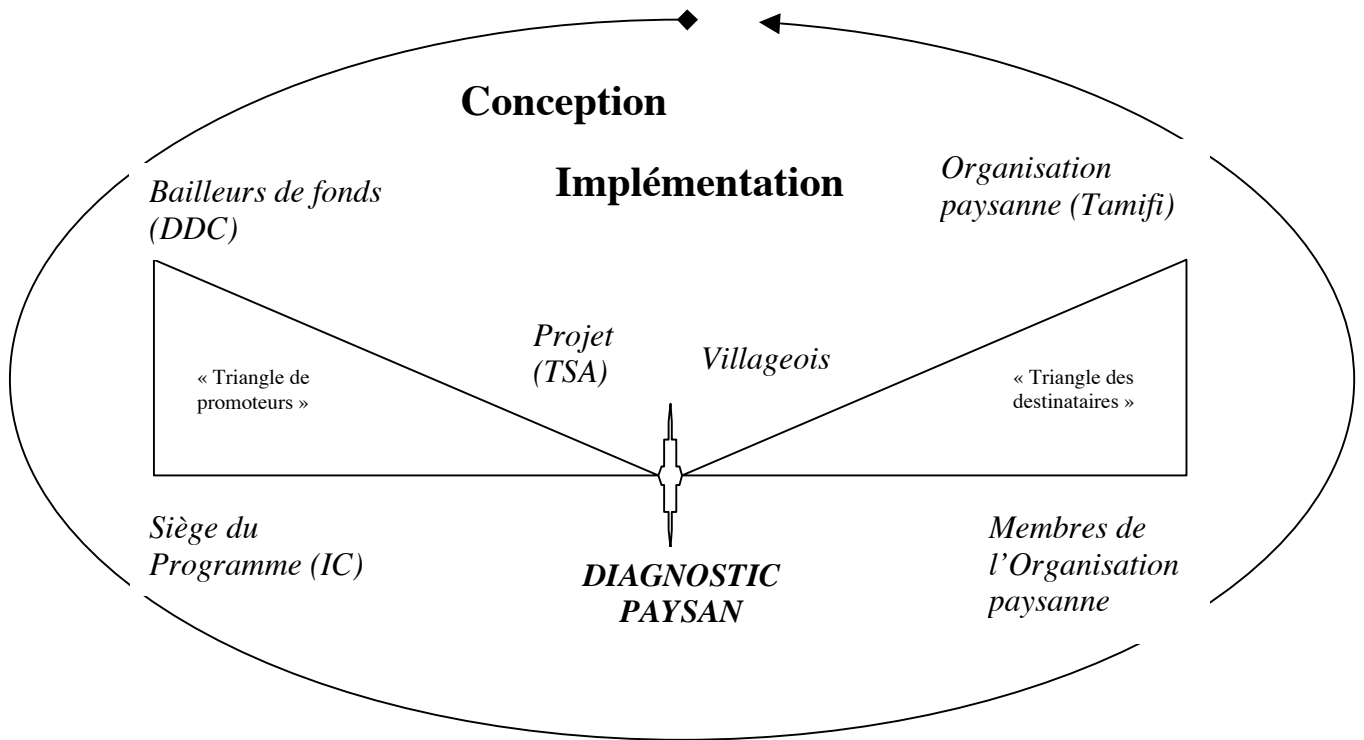 Conception
Implémentation
Bailleurs de fonds
(DDC)
Organisation
paysanne (Tamifi)
Projet
(TSA)
Villageois
« Triangle de
promoteurs »
« Triangle des
destinataires »
Siège du
Programme (IC)
DIAGNOSTIC
PAYSAN
Membres de
l’Organisation
paysanne